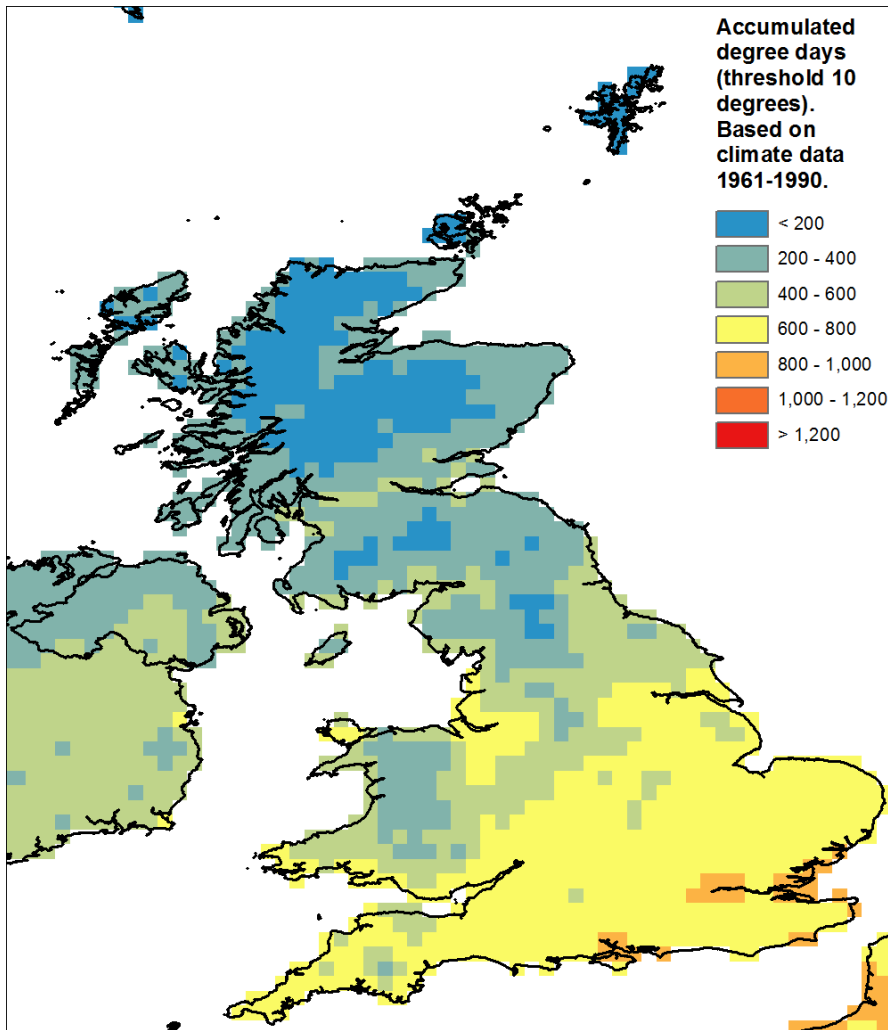 Accumulated
degree days
(threshold 10
degrees).
Based on
climate data
1961-1990.
< 200
200 - 400
400 - 600
600 - 800
800 - 1,000
1,000 - 1,200
> 1,200